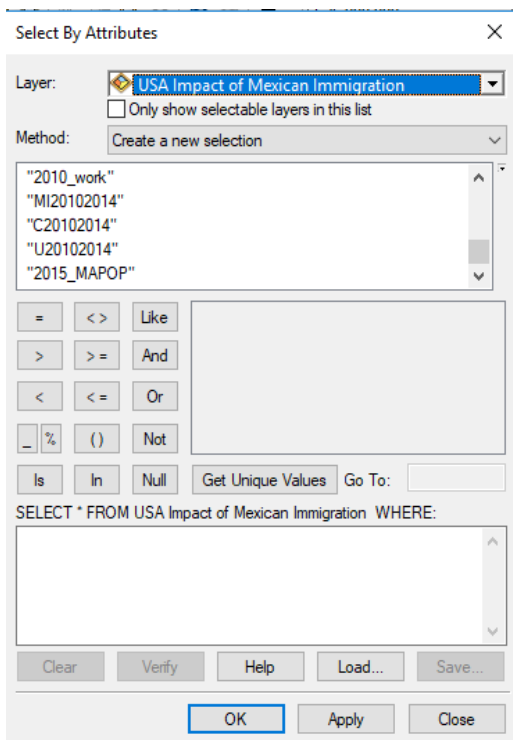 Select By Attributes
Layer: USA Impact of Mexican Immigration
Only show selectable layers in this list
Method: Create a new selection
"2010_work"
"MI20102014"
"C20102014"
"U20102014"
"2015_MAPOP"
= < > Like
> > = And
< < = Or
_ % ( ) Not
Is In Null Get Unique Values Go To:
SELECT * FROM USA Impact of Mexican Immigration WHERE:
Clear Verify Help Load... Save...
OK Apply Close